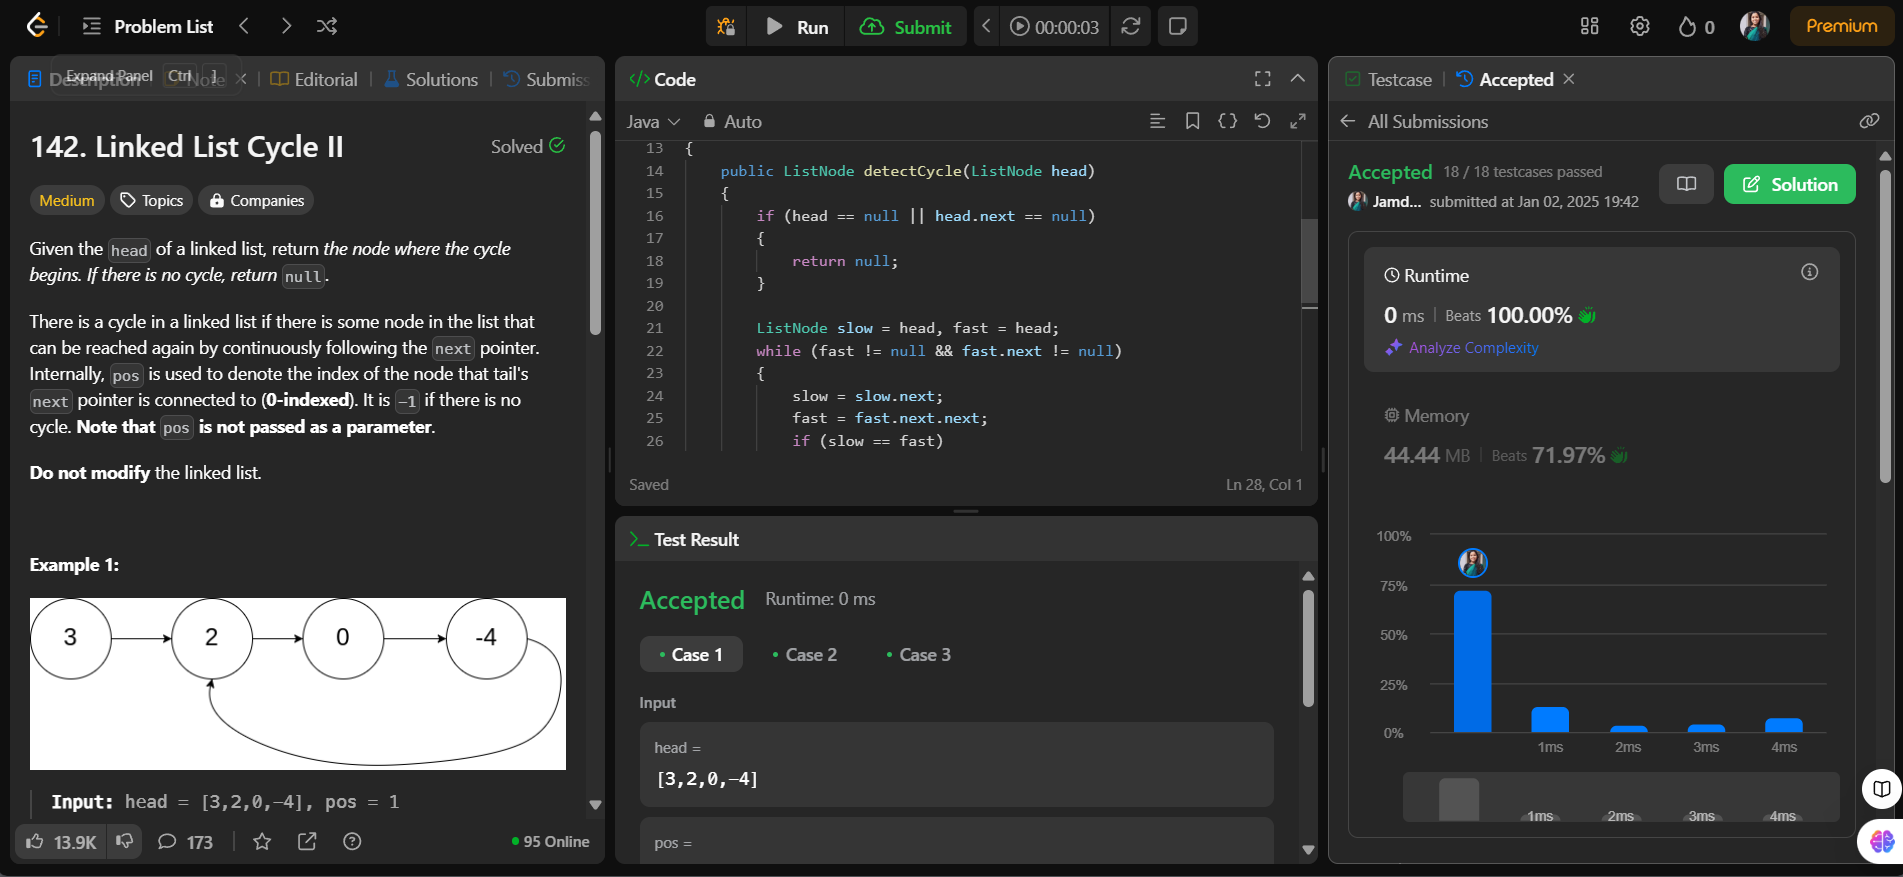 Problem List
Run
Submit
00:00:03
0
Premium
Description
Expand Panel Ctrl ]
Note
Editorial
Solutions
Submiss
142. Linked List Cycle II
Solved
Medium
Topics
Companies
Given the head of a linked list, return the node where the cycle
begins. If there is no cycle, return null.
There is a cycle in a linked list if there is some node in the list that
can be reached again by continuously following the next pointer.
Internally, pos is used to denote the index of the node that tail's
next pointer is connected to (0-indexed). It is -1 if there is no
cycle. Note that pos is not passed as a parameter.
Do not modify the linked list.
Example 1:
3 2 0 -4
Input: head = [3,2,0,-4], pos = 1
13.9K
173
95 Online
</> Code
Java
Auto
13 {
14 public ListNode detectCycle(ListNode head)
15 {
16 if (head == null || head.next == null)
17 {
18 return null;
19 }
20
21 ListNode slow = head, fast = head;
22 while (fast != null && fast.next != null)
23 {
24 slow = slow.next;
25 fast = fast.next.next;
26 if (slow == fast)
Saved
Ln 28, Col 1
Test Result
Accepted Runtime: 0 ms
Case 1
Case 2
Case 3
Input
head =
[3,2,0,-4]
pos =
Testcase
Accepted
All Submissions
Accepted 18 / 18 testcases passed
Jamd... submitted at Jan 02, 2025 19:42
Solution
Runtime
0 ms Beats 100.00%
Analyze Complexity
Memory
44.44 MB Beats 71.97%
100%
75%
50%
25%
0%
1ms 2ms 3ms 4ms
1ms 2ms 3ms 4ms